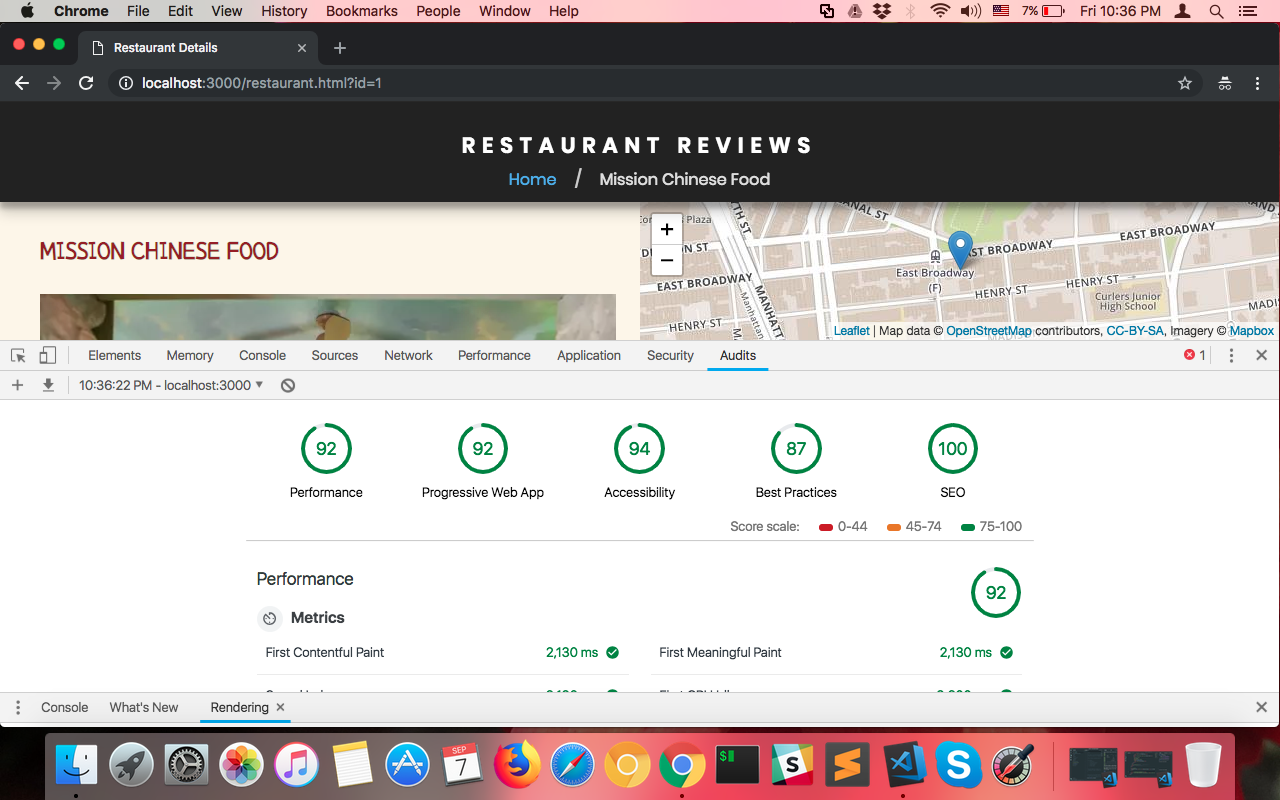 Chrome File Edit View History Bookmarks People Window Help 7% Fri 10:36 PM
Restaurant Details
localhost:3000/restaurant.html?id=1
RESTAURANT REVIEWS
Home / Mission Chinese Food
MISSION CHINESE FOOD
+
−
Plaza
CANAL ST
EAST BROADWAY
EAST BROADWAY
EAST BROADWAY
East Broadway
(F)
HENRY ST
HENRY ST
Curlers Junior
High School
MANHATT
Manhattan
Leaflet | Map data © OpenStreetMap contributors, CC-BY-SA, Imagery © Mapbox
Elements Memory Console Sources Network Performance Application Security Audits 1
10:36:22 PM - localhost:3000
92 92 94 87 100
Performance Progressive Web App Accessibility Best Practices SEO
Score scale: 0-44 45-74 75-100
Performance 92
Metrics
First Contentful Paint 2,130 ms First Meaningful Paint 2,130 ms
Console What's New Rendering
SEP
7
$
S
S